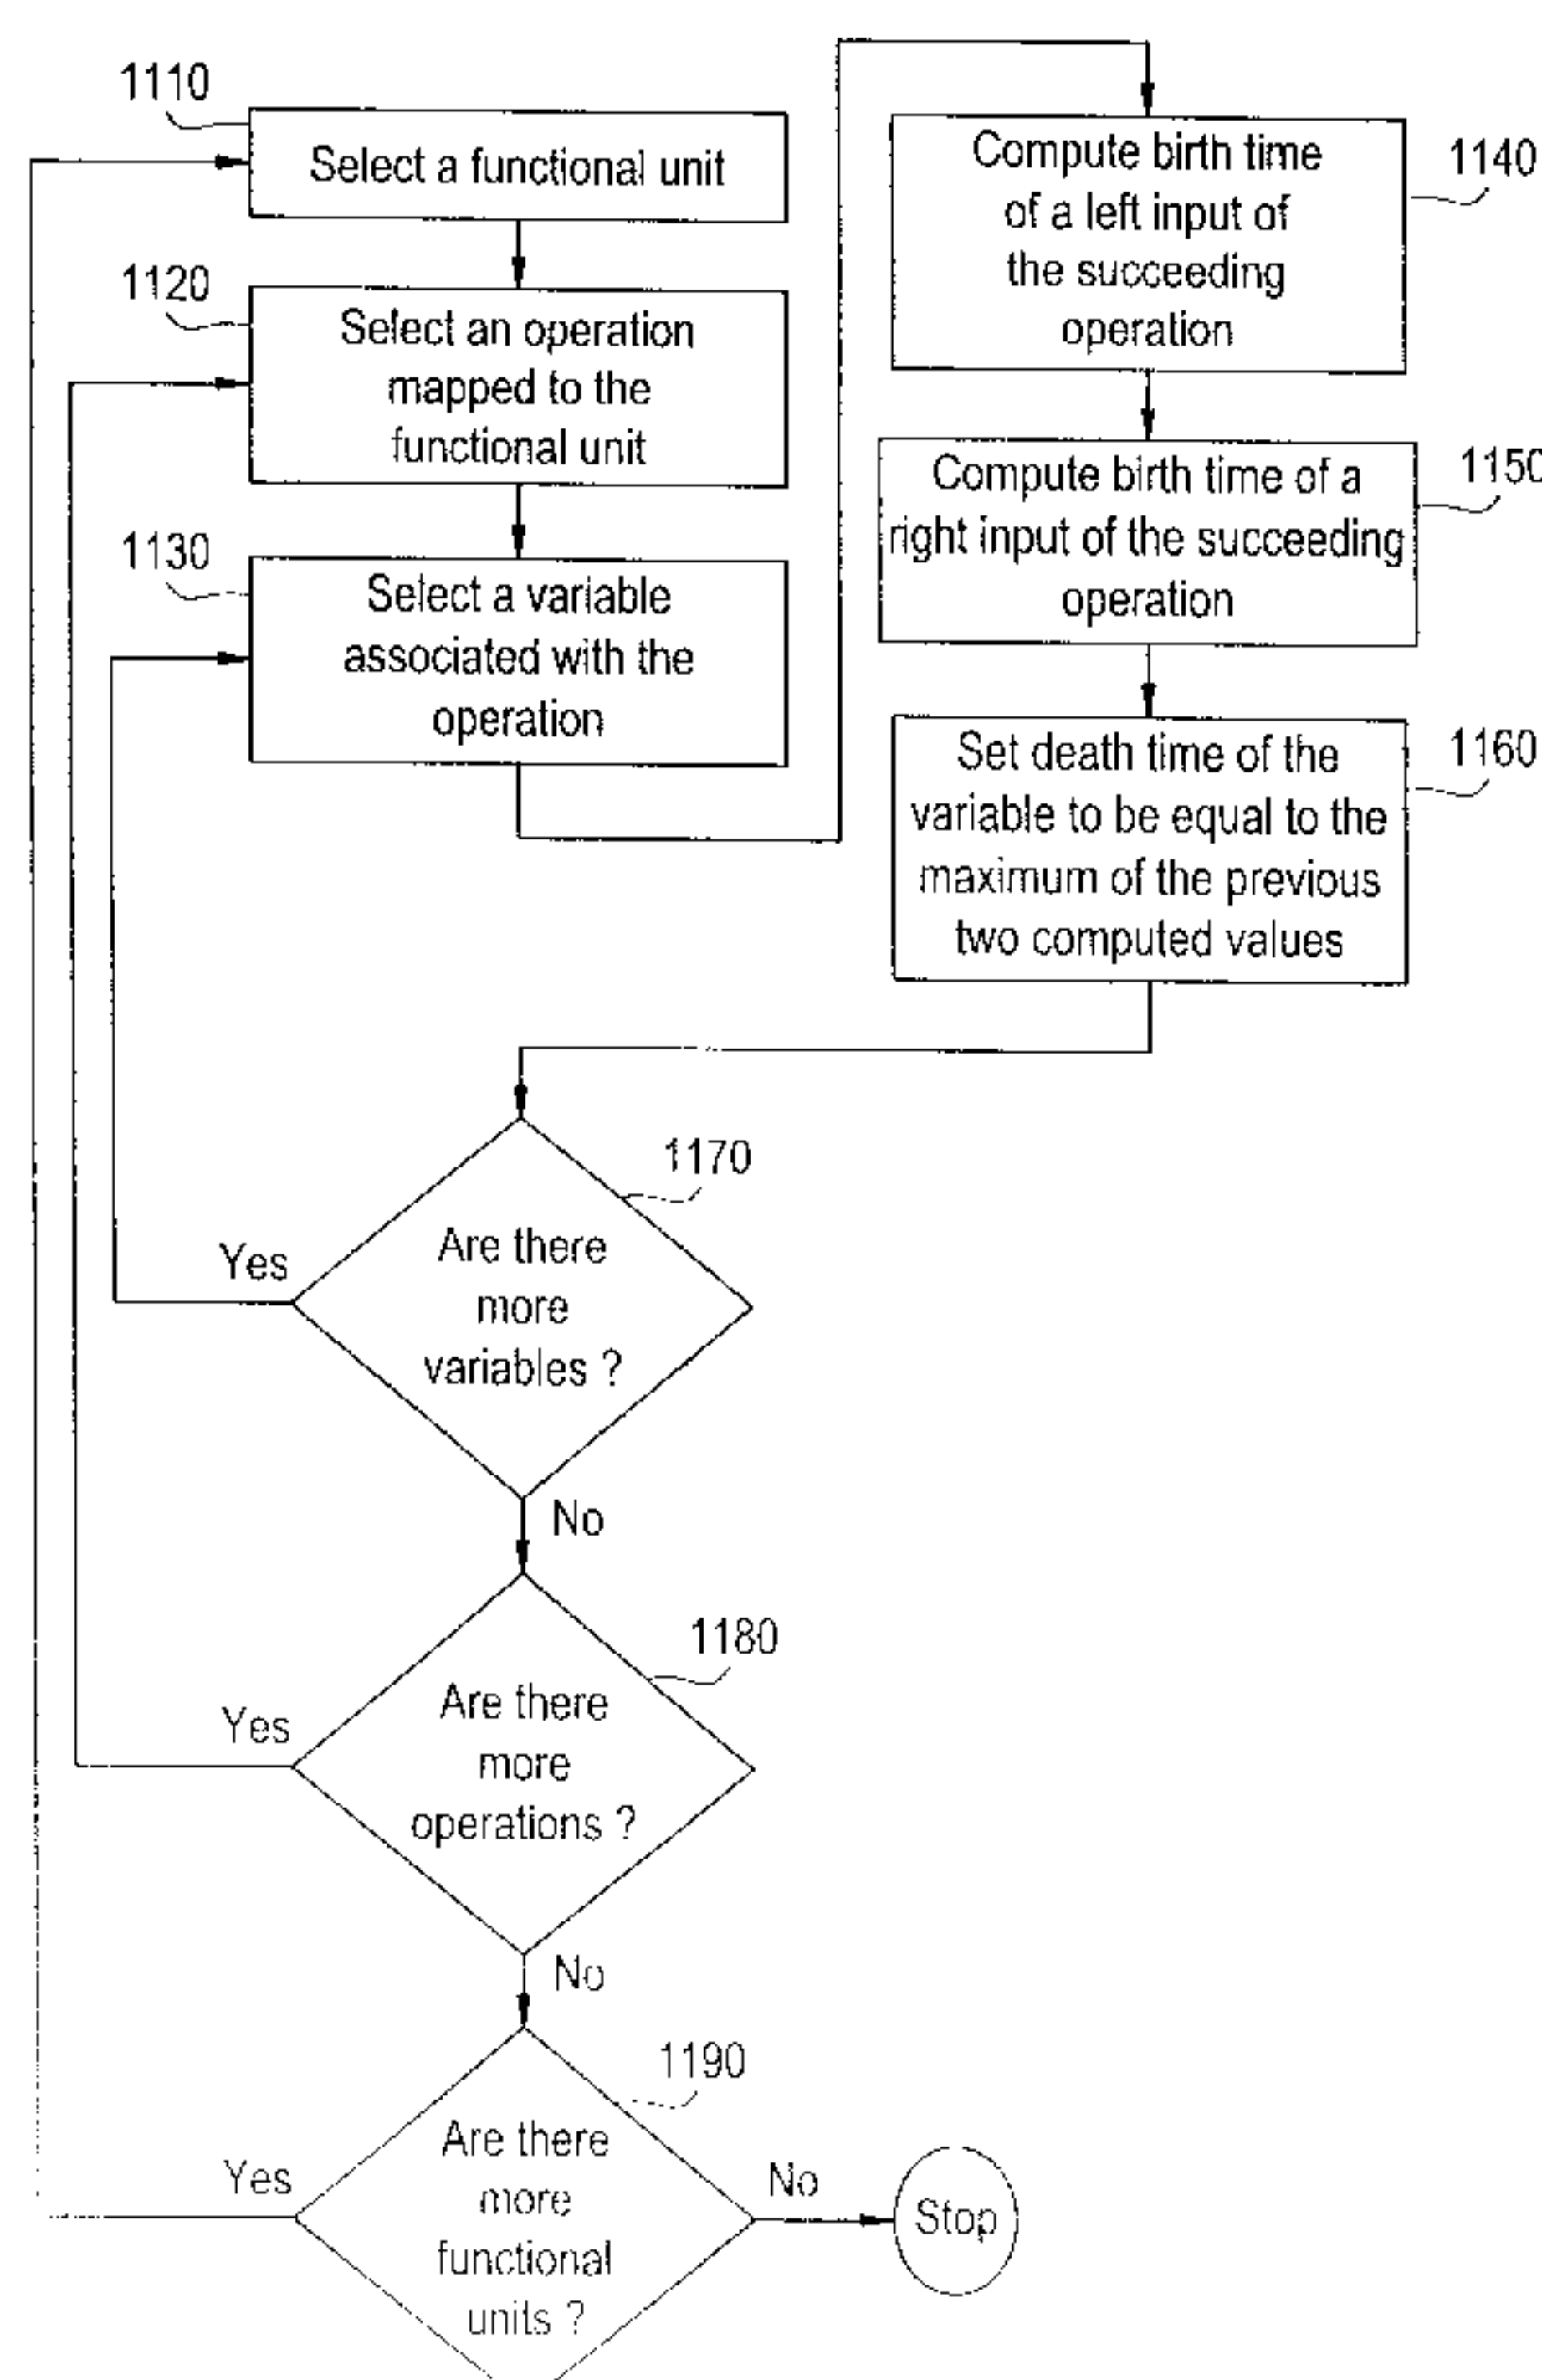 1110
Select a functional unit
1120
Select an operation
mapped to the
functional unit
1130
Select a variable
associated with the
operation
Compute birth time
of a left input of
the succeeding
operation
1140
Compute birth time of a
right input of the succeeding
operation
1150
Set death time of the
variable to be equal to the
maximum of the previous
two computed values
1160
1170
Are there
more
variables ?
Yes
No
1180
Are there
more
operations ?
Yes
No
1190
Are there
more
functional
units ?
Yes
No
Stop